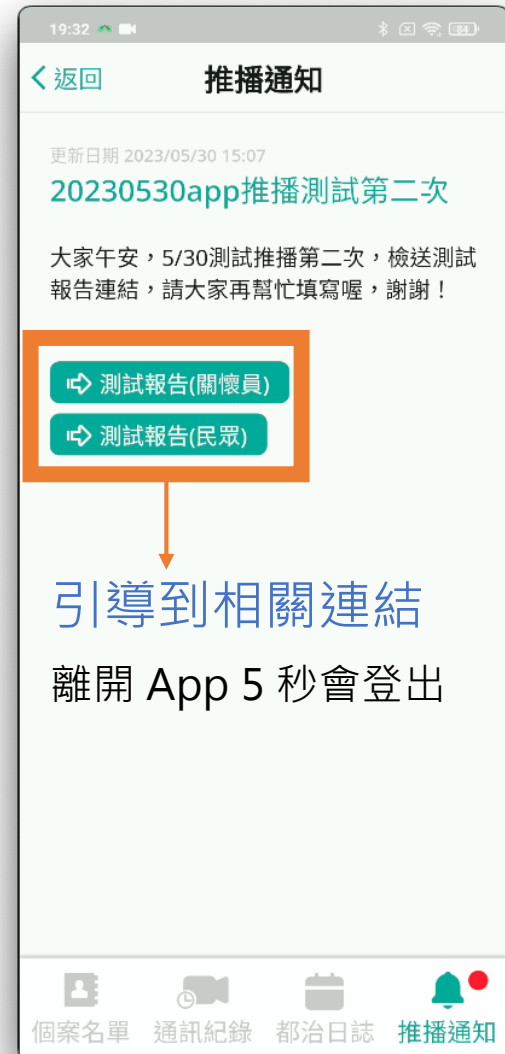 19:32
84
返回
推播通知
更新日期 2023/05/30 15:07
20230530app推播測試第二次
大家午安，5/30測試推播第二次，檢送測試
報告連結，請大家再幫忙填寫喔，謝謝！
測試報告(關懷員)
測試報告(民眾)
引導到相關連結
離開 App 5 秒會登出
個案名單 通訊紀錄 都治日誌 推播通知